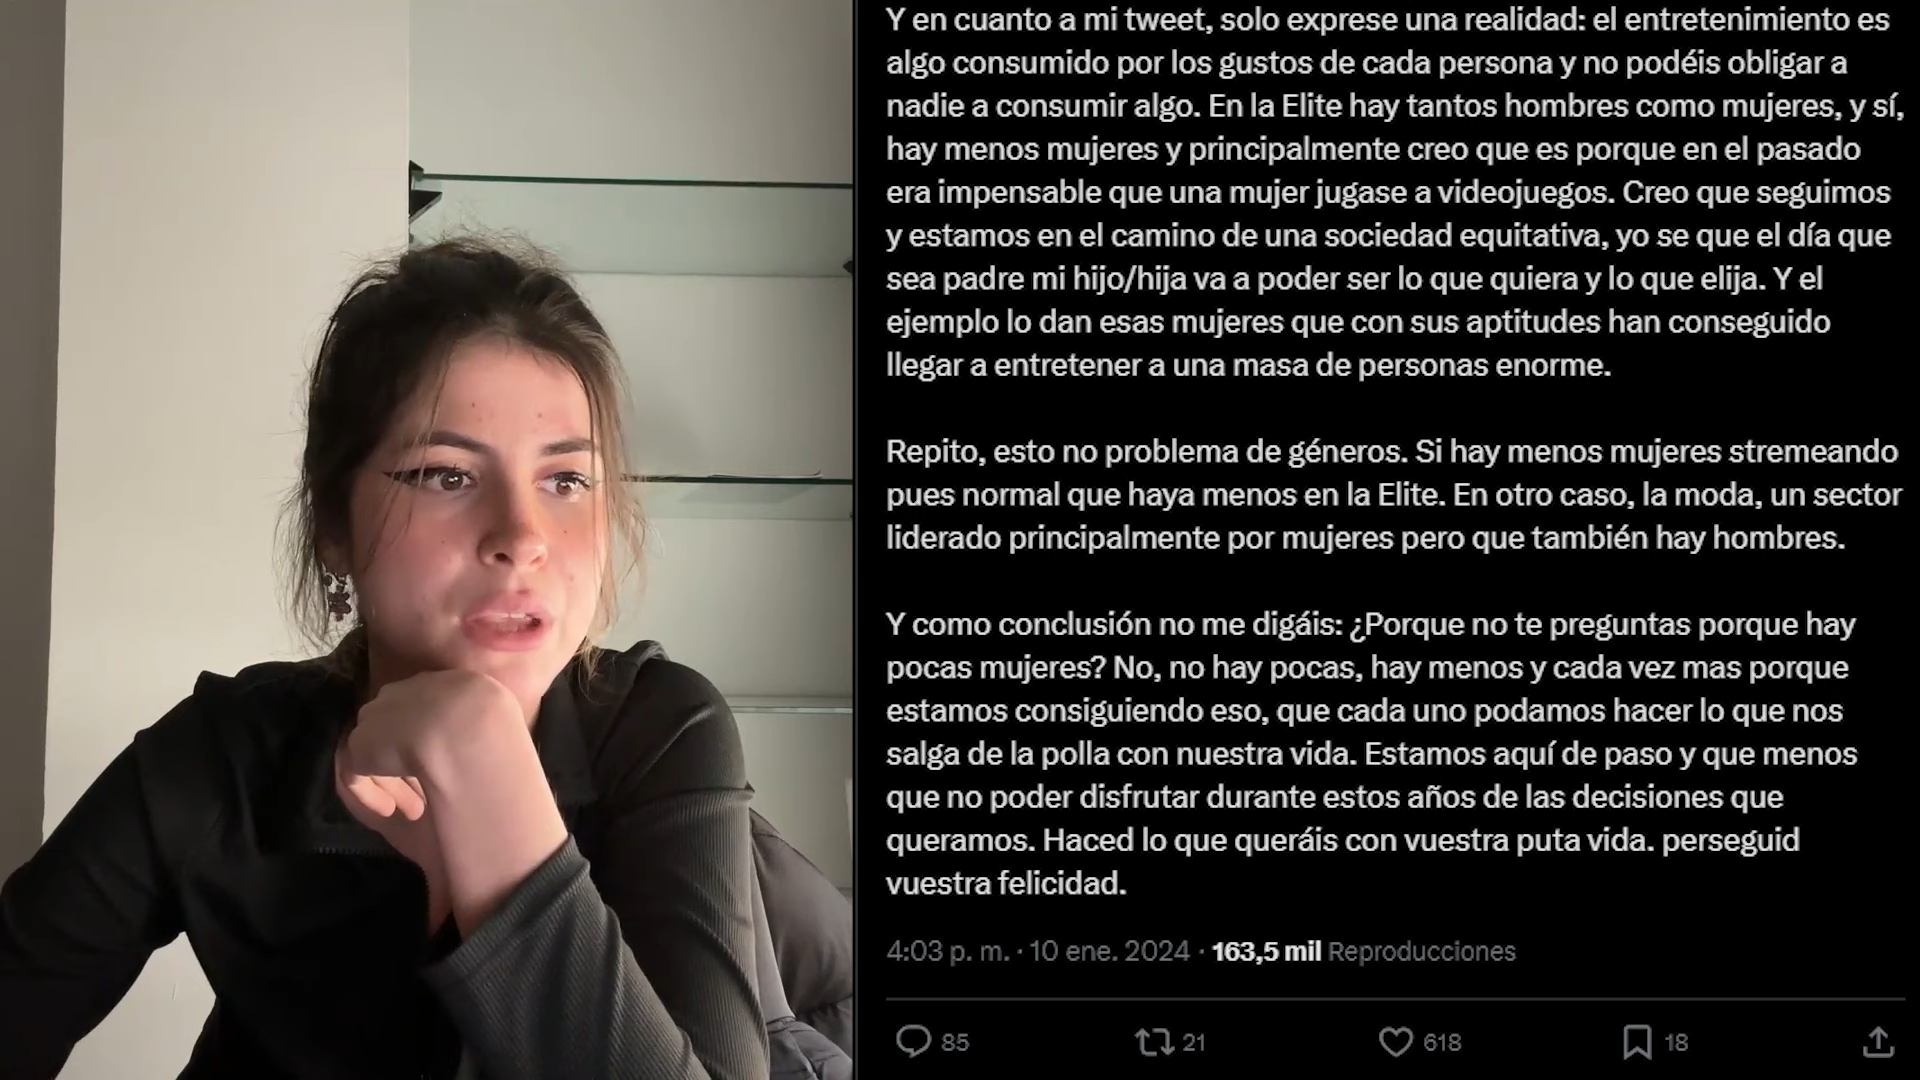 Y en cuanto a mi tweet, solo exprese una realidad: el entretenimiento es
algo consumido por los gustos de cada persona y no podéis obligar a
nadie a consumir algo. En la Elite hay tantos hombres como mujeres, y sí,
hay menos mujeres y principalmente creo que es porque en el pasado
era impensable que una mujer jugase a videojuegos. Creo que seguimos
y estamos en el camino de una sociedad equitativa, yo se que el día que
sea padre mi hijo/hija va a poder ser lo que quiera y lo que elija. Y el
ejemplo lo dan esas mujeres que con sus aptitudes han conseguido
llegar a entretener a una masa de personas enorme.
Repito, esto no problema de géneros. Si hay menos mujeres stremeando
pues normal que haya menos en la Elite. En otro caso, la moda, un sector
liderado principalmente por mujeres pero que también hay hombres.
Y como conclusión no me digáis: ¿Porque no te preguntas porque hay
pocas mujeres? No, no hay pocas, hay menos y cada vez mas porque
estamos consiguiendo eso, que cada uno podamos hacer lo que nos
salga de la polla con nuestra vida. Estamos aquí de paso y que menos
que no poder disfrutar durante estos años de las decisiones que
queramos. Haced lo que queráis con vuestra puta vida. perseguid
vuestra felicidad.
4:03 p. m. · 10 ene. 2024 · 163,5 mil Reproducciones
85 21 618 18